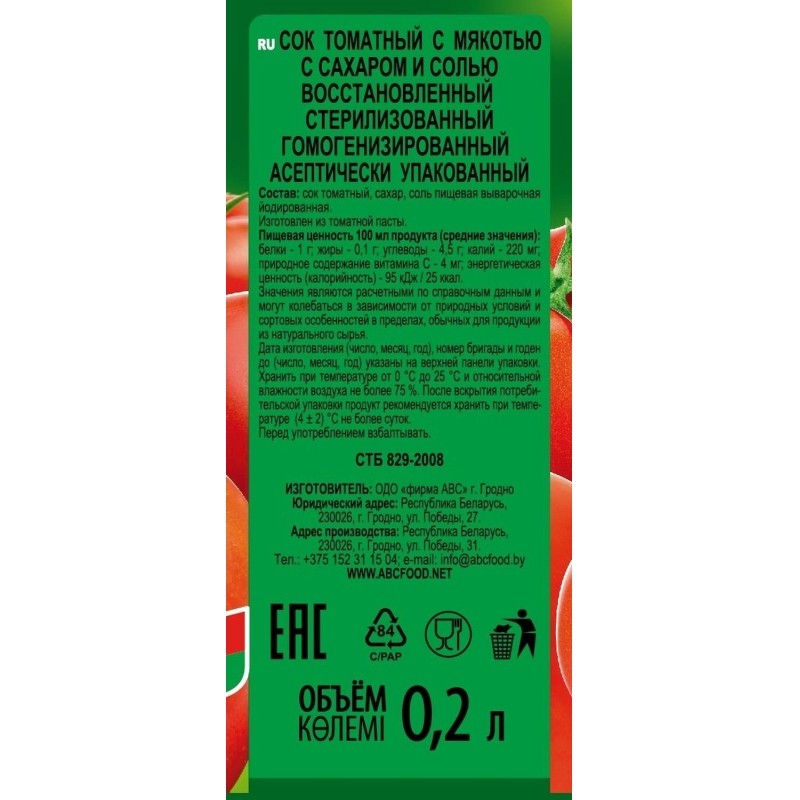 RU СОК ТОМАТНЫЙ С МЯКОТЬЮ
С САХАРОМ И СОЛЬЮ
ВОССТАНОВЛЕННЫЙ
СТЕРИЛИЗОВАННЫЙ
ГОМОГЕНИЗИРОВАННЫЙ
АСЕПТИЧЕСКИ УПАКОВАННЫЙ
Состав: сок томатный, сахар, соль пищевая выварочная
йодированная.
Изготовлен из томатной пасты.
Пищевая ценность 100 мл продукта (средние значения):
белки - 1 г; жиры - 0,1 г; углеводы - 4,5 г; калий - 220 мг;
природное содержание витамина С - 4 мг; энергетическая
ценность (калорийность) - 95 кДж / 25 ккал.
Значения являются расчетными по справочным данным и
могут колебаться в зависимости от природных условий и
сортовых особенностей в пределах, обычных для продукции
из натурального сырья.
Дата изготовления (число, месяц, год), номер бригады и годен
до (число, месяц, год) указаны на верхней панели упаковки.
Хранить при температуре от 0 °С до 25 °С и относительной
влажности воздуха не более 75 %. После вскрытия потреби-
тельской упаковки продукт рекомендуется хранить при темпе-
ратуре (4 ± 2) °С не более суток.
Перед употреблением взбалтывать.
СТБ 829-2008
ИЗГОТОВИТЕЛЬ: ОДО «фирма АВС» г. Гродно
Юридический адрес: Республика Беларусь,
230026, г. Гродно, ул. Победы, 27.
Адрес производства: Республика Беларусь,
230026, г. Гродно, ул. Победы, 31.
Тел.: +375 152 31 15 04; e-mail: info@abcfood.by
WWW.ABCFOOD.NET
EAC
84
C/PAP
ОБЪЁМ
КӨЛЕМІ
0,2 л